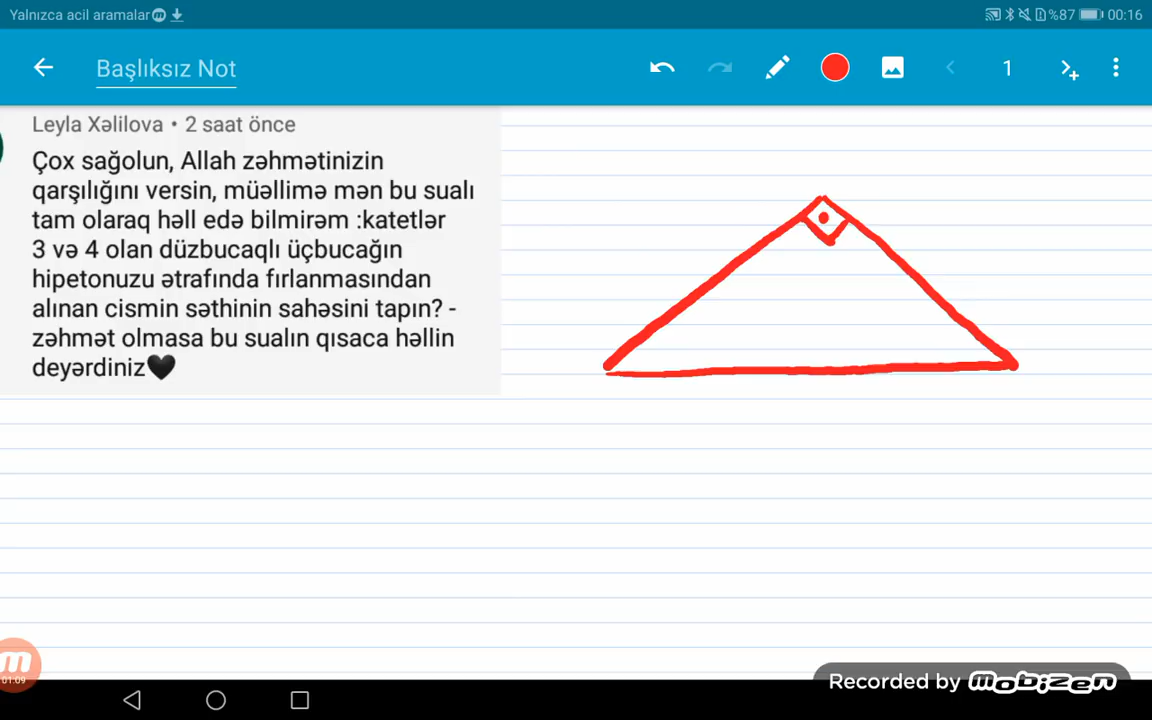 Yalnızca acil aramalar
%87 00:16
Başlıksız Not
1
Leyla Xəlilova • 2 saat önce
Çox sağolun, Allah zəhmətinizin
qarşılığını versin, müəllimə mən bu sualı
tam olaraq həll edə bilmirəm :katetlər
3 və 4 olan düzbucaqlı üçbucağın
hipetonuzu ətrafında fırlanmasından
alınan cismin səthinin sahəsini tapın? -
zəhmət olmasa bu sualın qısaca həllin
deyərdiniz🖤
01:09
Recorded by mobizen